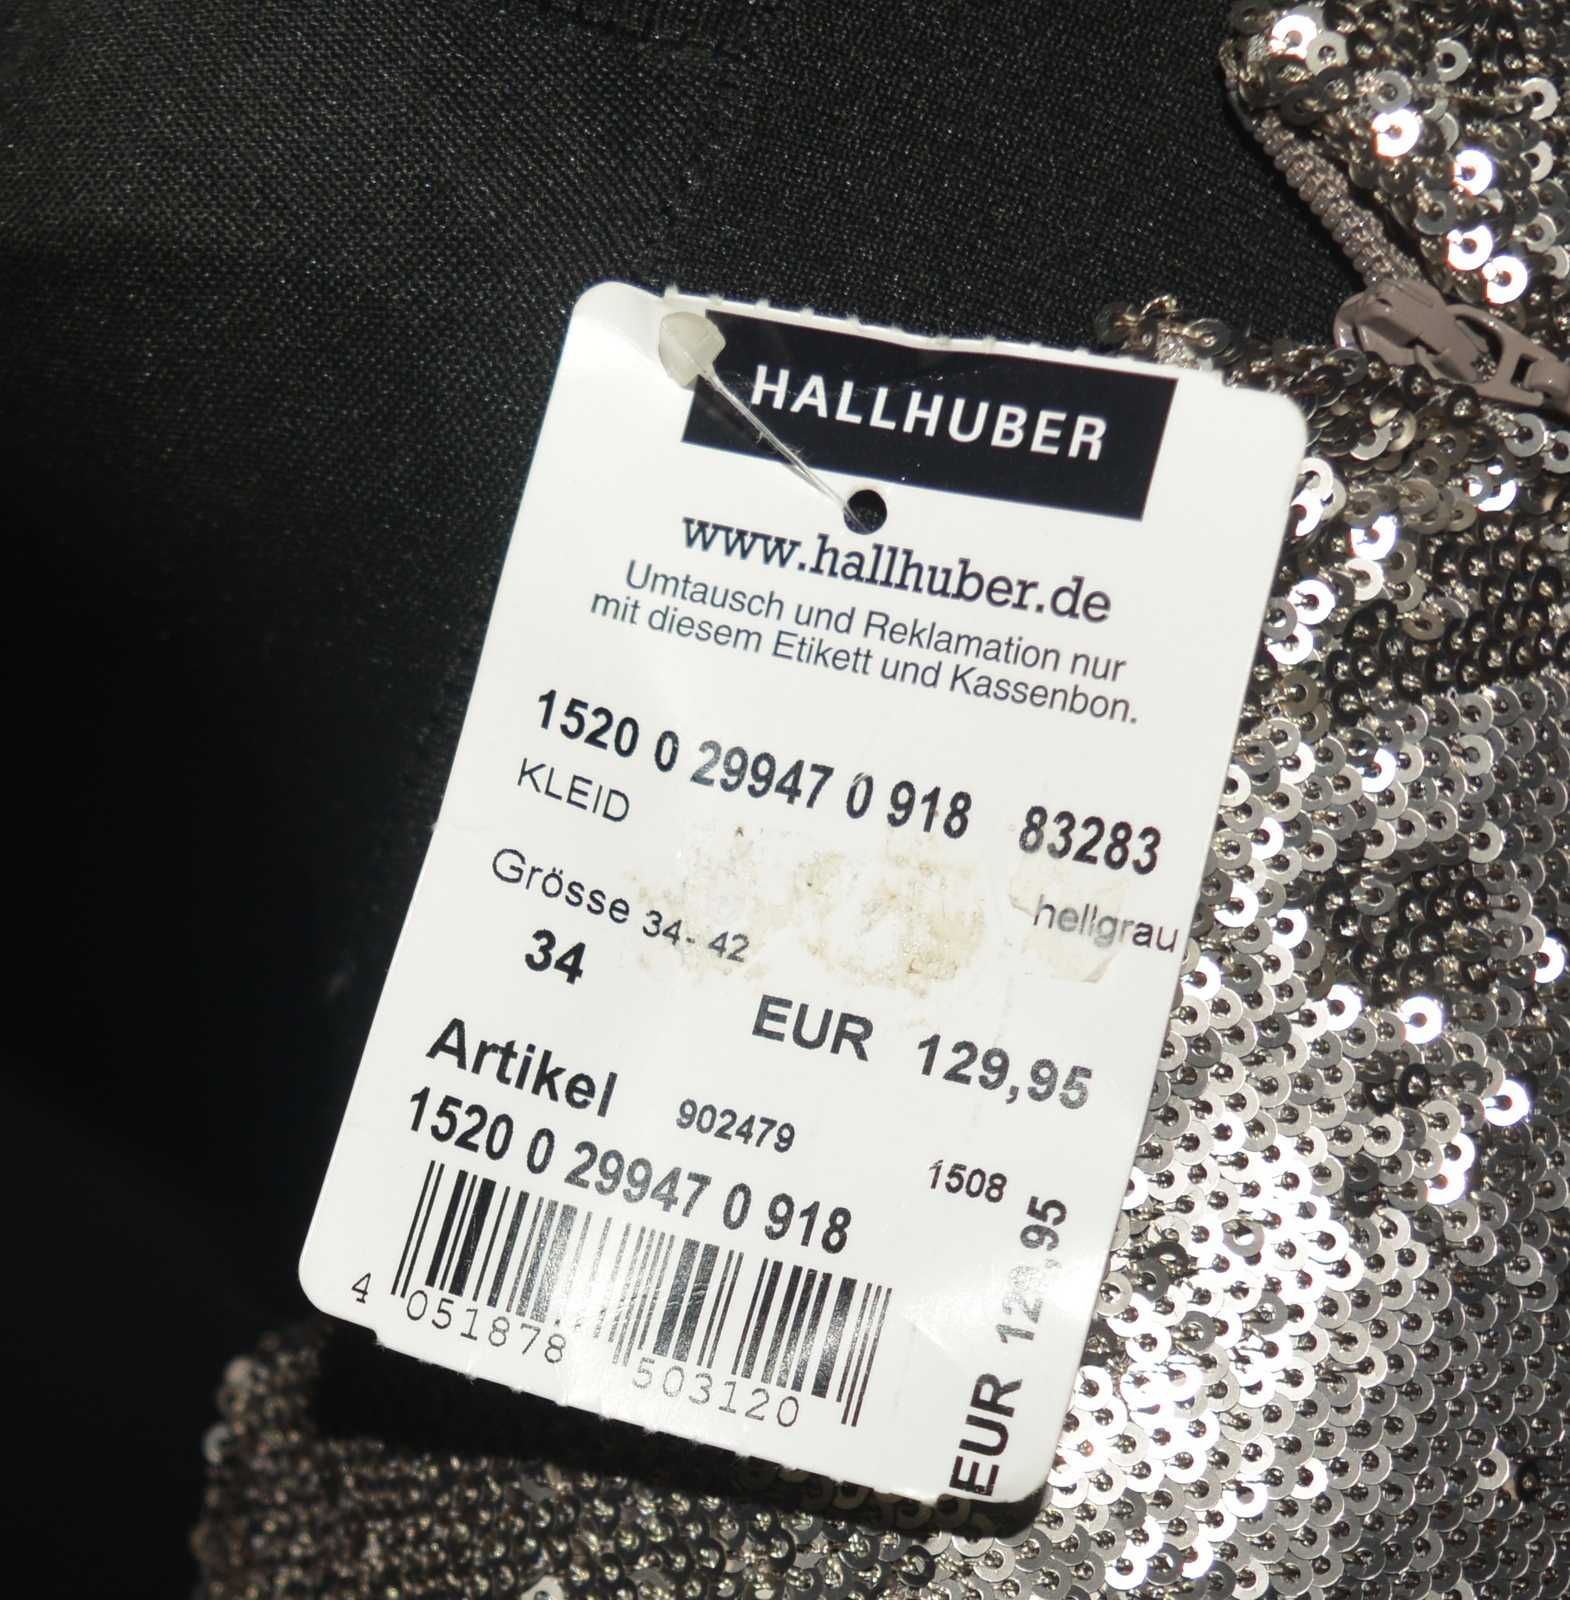 HALLHUBER
www.hallhuber.de
Umtausch und Reklamation nur
mit diesem Etikett und Kassenbon.
1520 0 29947 0 918 83283
KLEID
hellgrau
Grösse 34- 42
34
EUR 129,95
Artikel 902479
1520 0 29947 0 918
1508
4 051878 503120
EUR 129,95